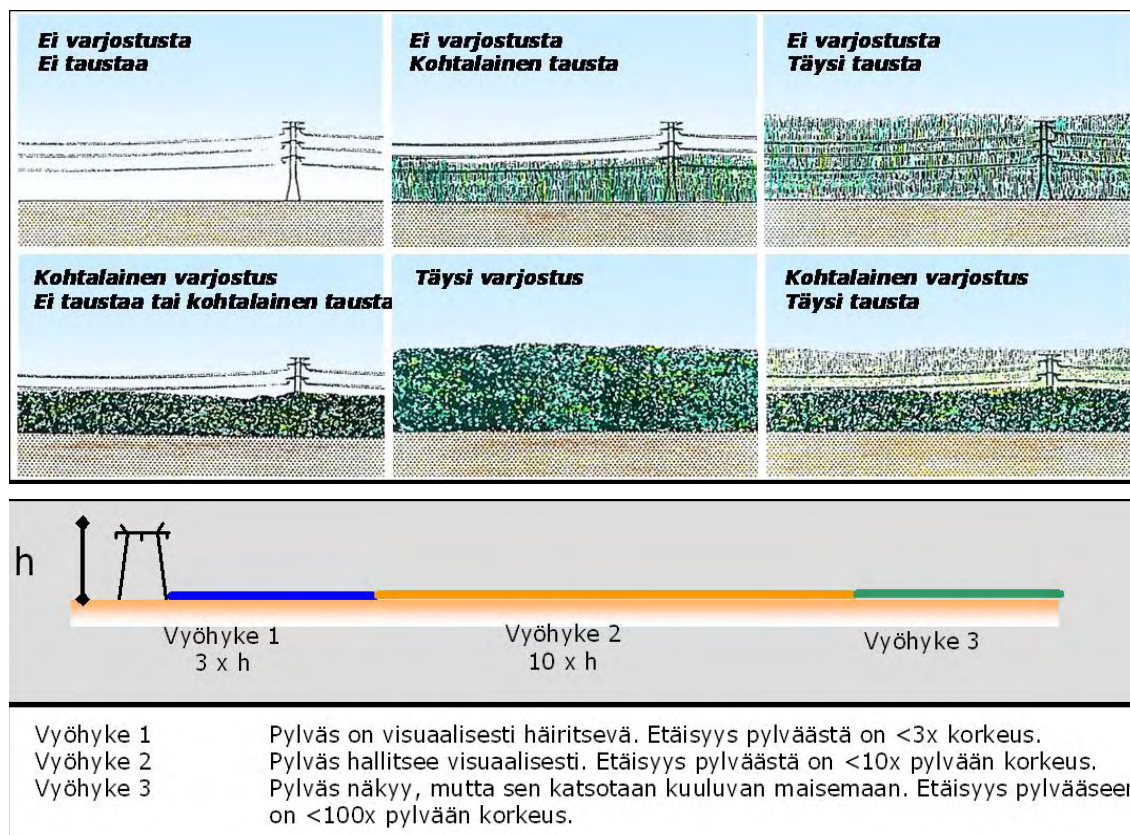 Ei varjostusta
Ei taustaa
Ei varjostusta
Kohtalainen tausta
Ei varjostusta
Täysi tausta
Kohtalainen varjostus
Ei taustaa tai kohtalainen tausta
Täysi varjostus
Kohtalainen varjostus
Täysi tausta
h
Vyöhyke 1
3 x h
Vyöhyke 2
10 x h
Vyöhyke 3
Vyöhyke 1 Pylväs on visuaalisesti häiritsevä. Etäisyys pylväästä on <3x korkeus.
Vyöhyke 2 Pylväs hallitsee visuaalisesti. Etäisyys pylväästä on <10x pylvään korkeus.
Vyöhyke 3 Pylväs näkyy, mutta sen katsotaan kuuluvan maisemaan. Etäisyys pylvääseen
on <100x pylvään korkeus.